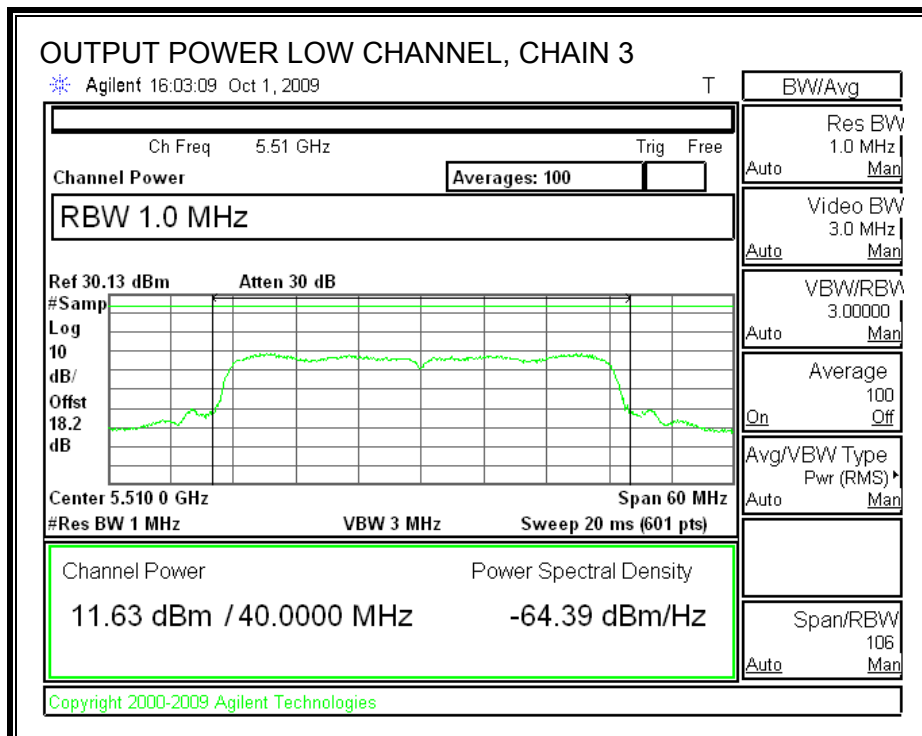 OUTPUT POWER LOW CHANNEL, CHAIN 3
Agilent 16:03:09 Oct 1, 2009 T
Ch Freq 5.51 GHz Trig Free
Channel Power Averages: 100
RBW 1.0 MHz
Ref 30.13 dBm Atten 30 dB
#Samp
Log
10
dB/
Offst
18.2
dB
Center 5.510 0 GHz Span 60 MHz
#Res BW 1 MHz VBW 3 MHz Sweep 20 ms (601 pts)
Channel Power Power Spectral Density
11.63 dBm / 40.0000 MHz -64.39 dBm/Hz
Copyright 2000-2009 Agilent Technologies
BW/Avg
Res BW
1.0 MHz
Auto Man
Video BW
3.0 MHz
Auto Man
VBW/RBW
3.00000
Auto Man
Average
100
On Off
Avg/VBW Type
Pwr (RMS)
Auto Man
Span/RBW
106
Auto Man